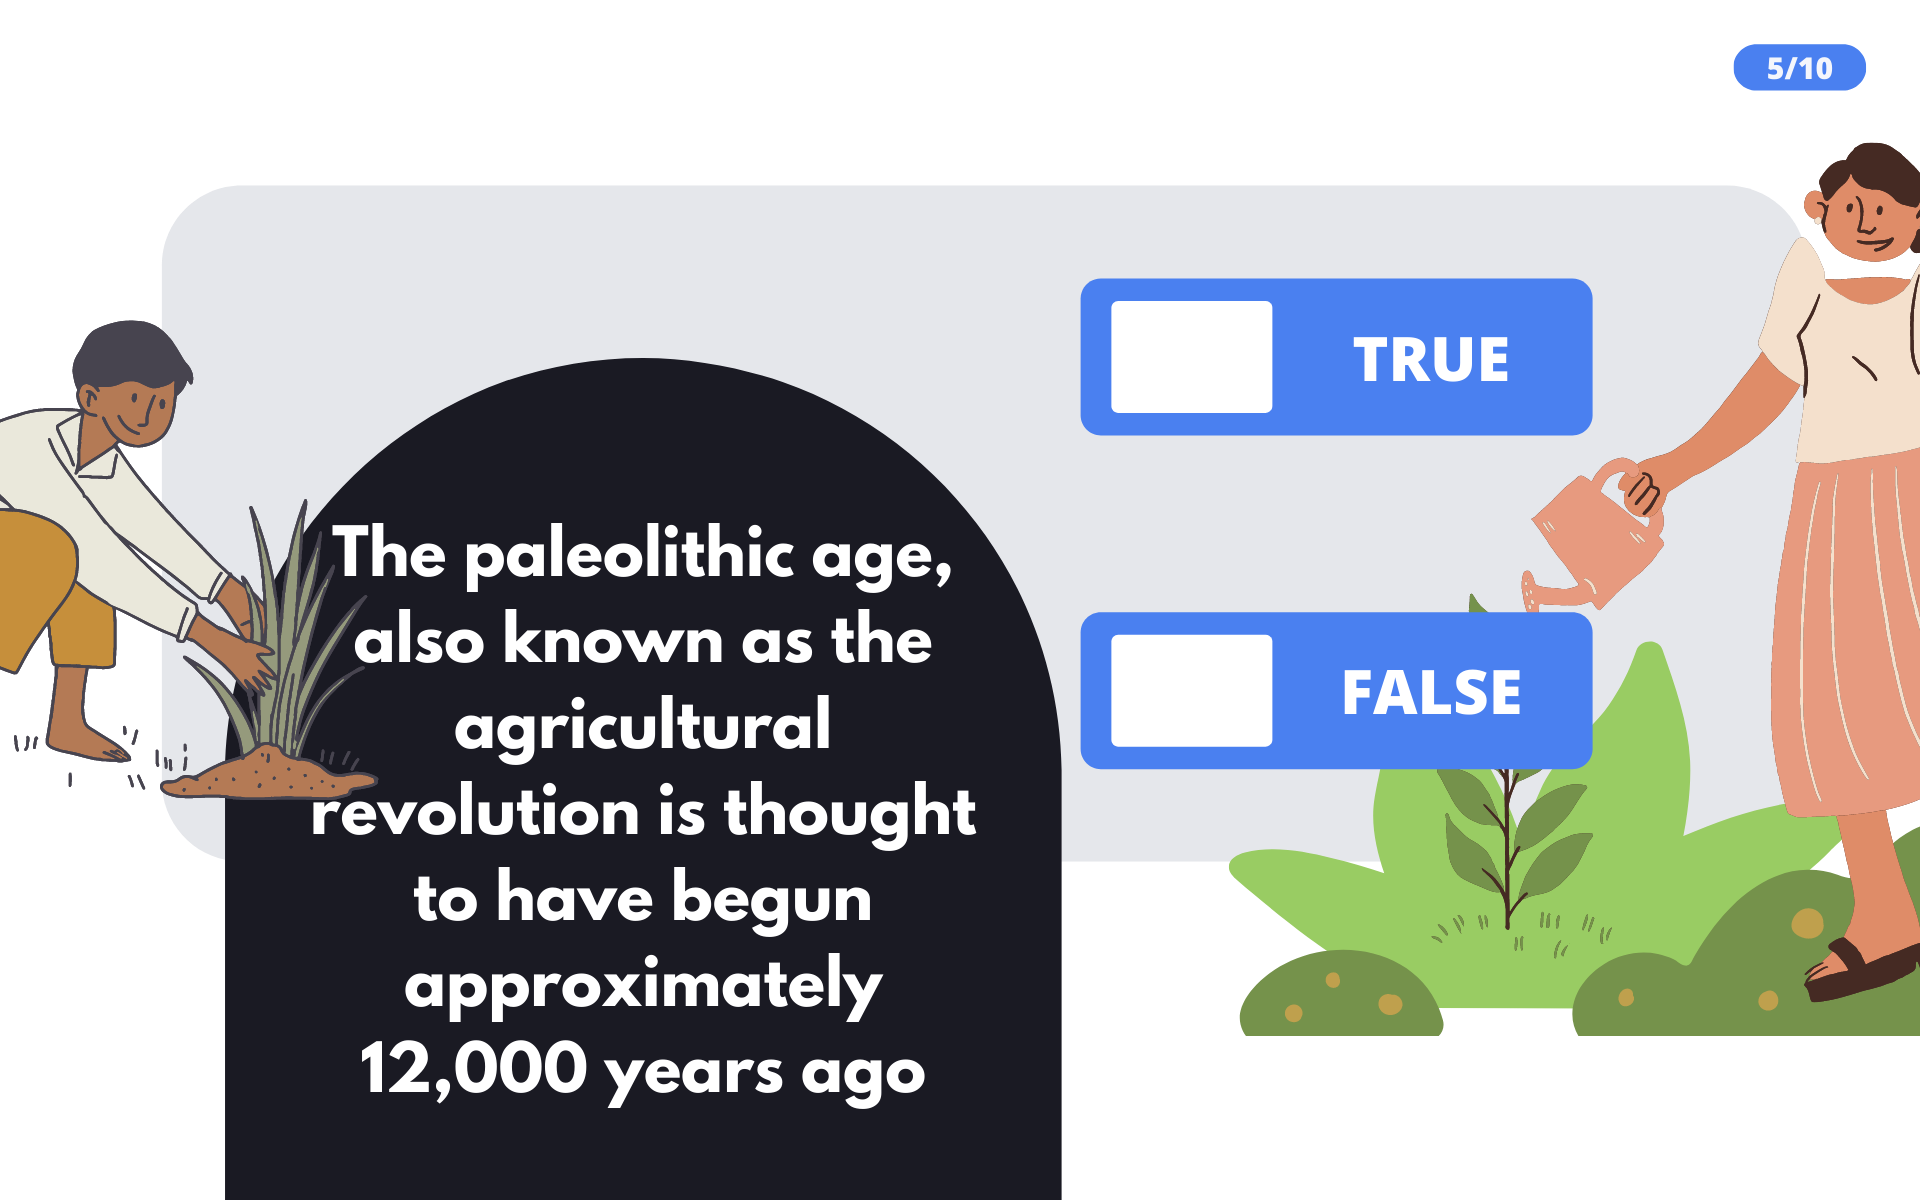 5/10
The paleolithic age,
also known as the
agricultural
revolution is thought
to have begun
approximately
12,000 years ago
TRUE
FALSE